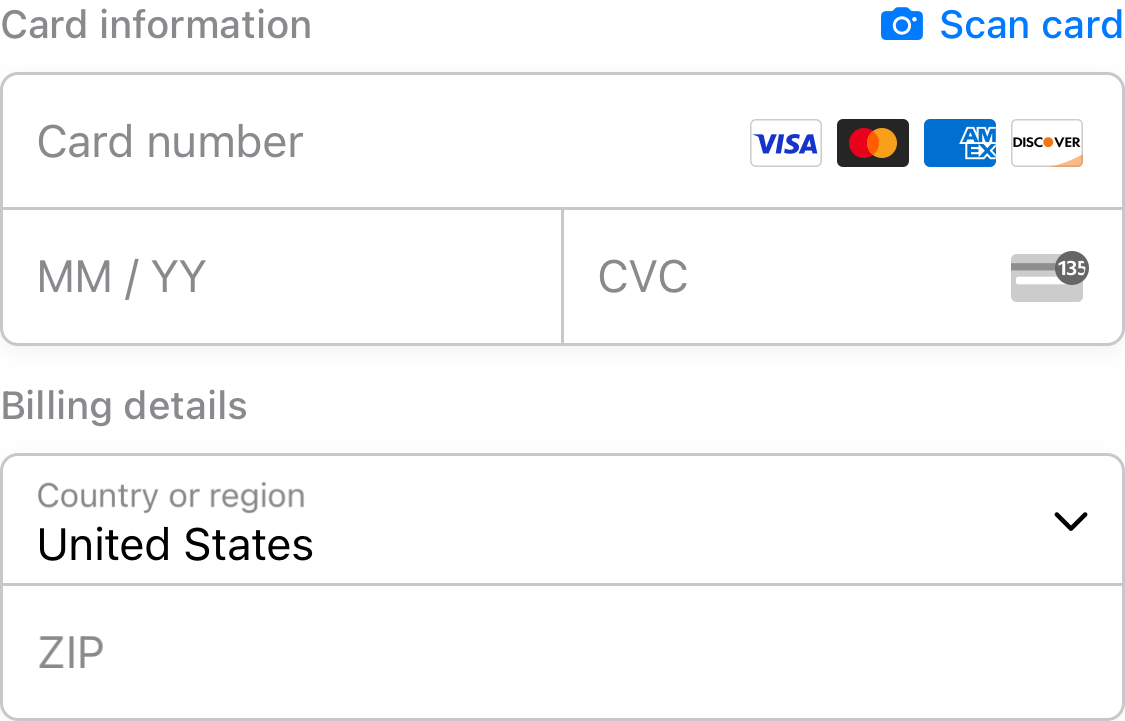 Card information
Scan card
Card number
VISA
AM
EX
DISCOVER
MM / YY
CVC
135
Billing details
Country or region
United States
ZIP